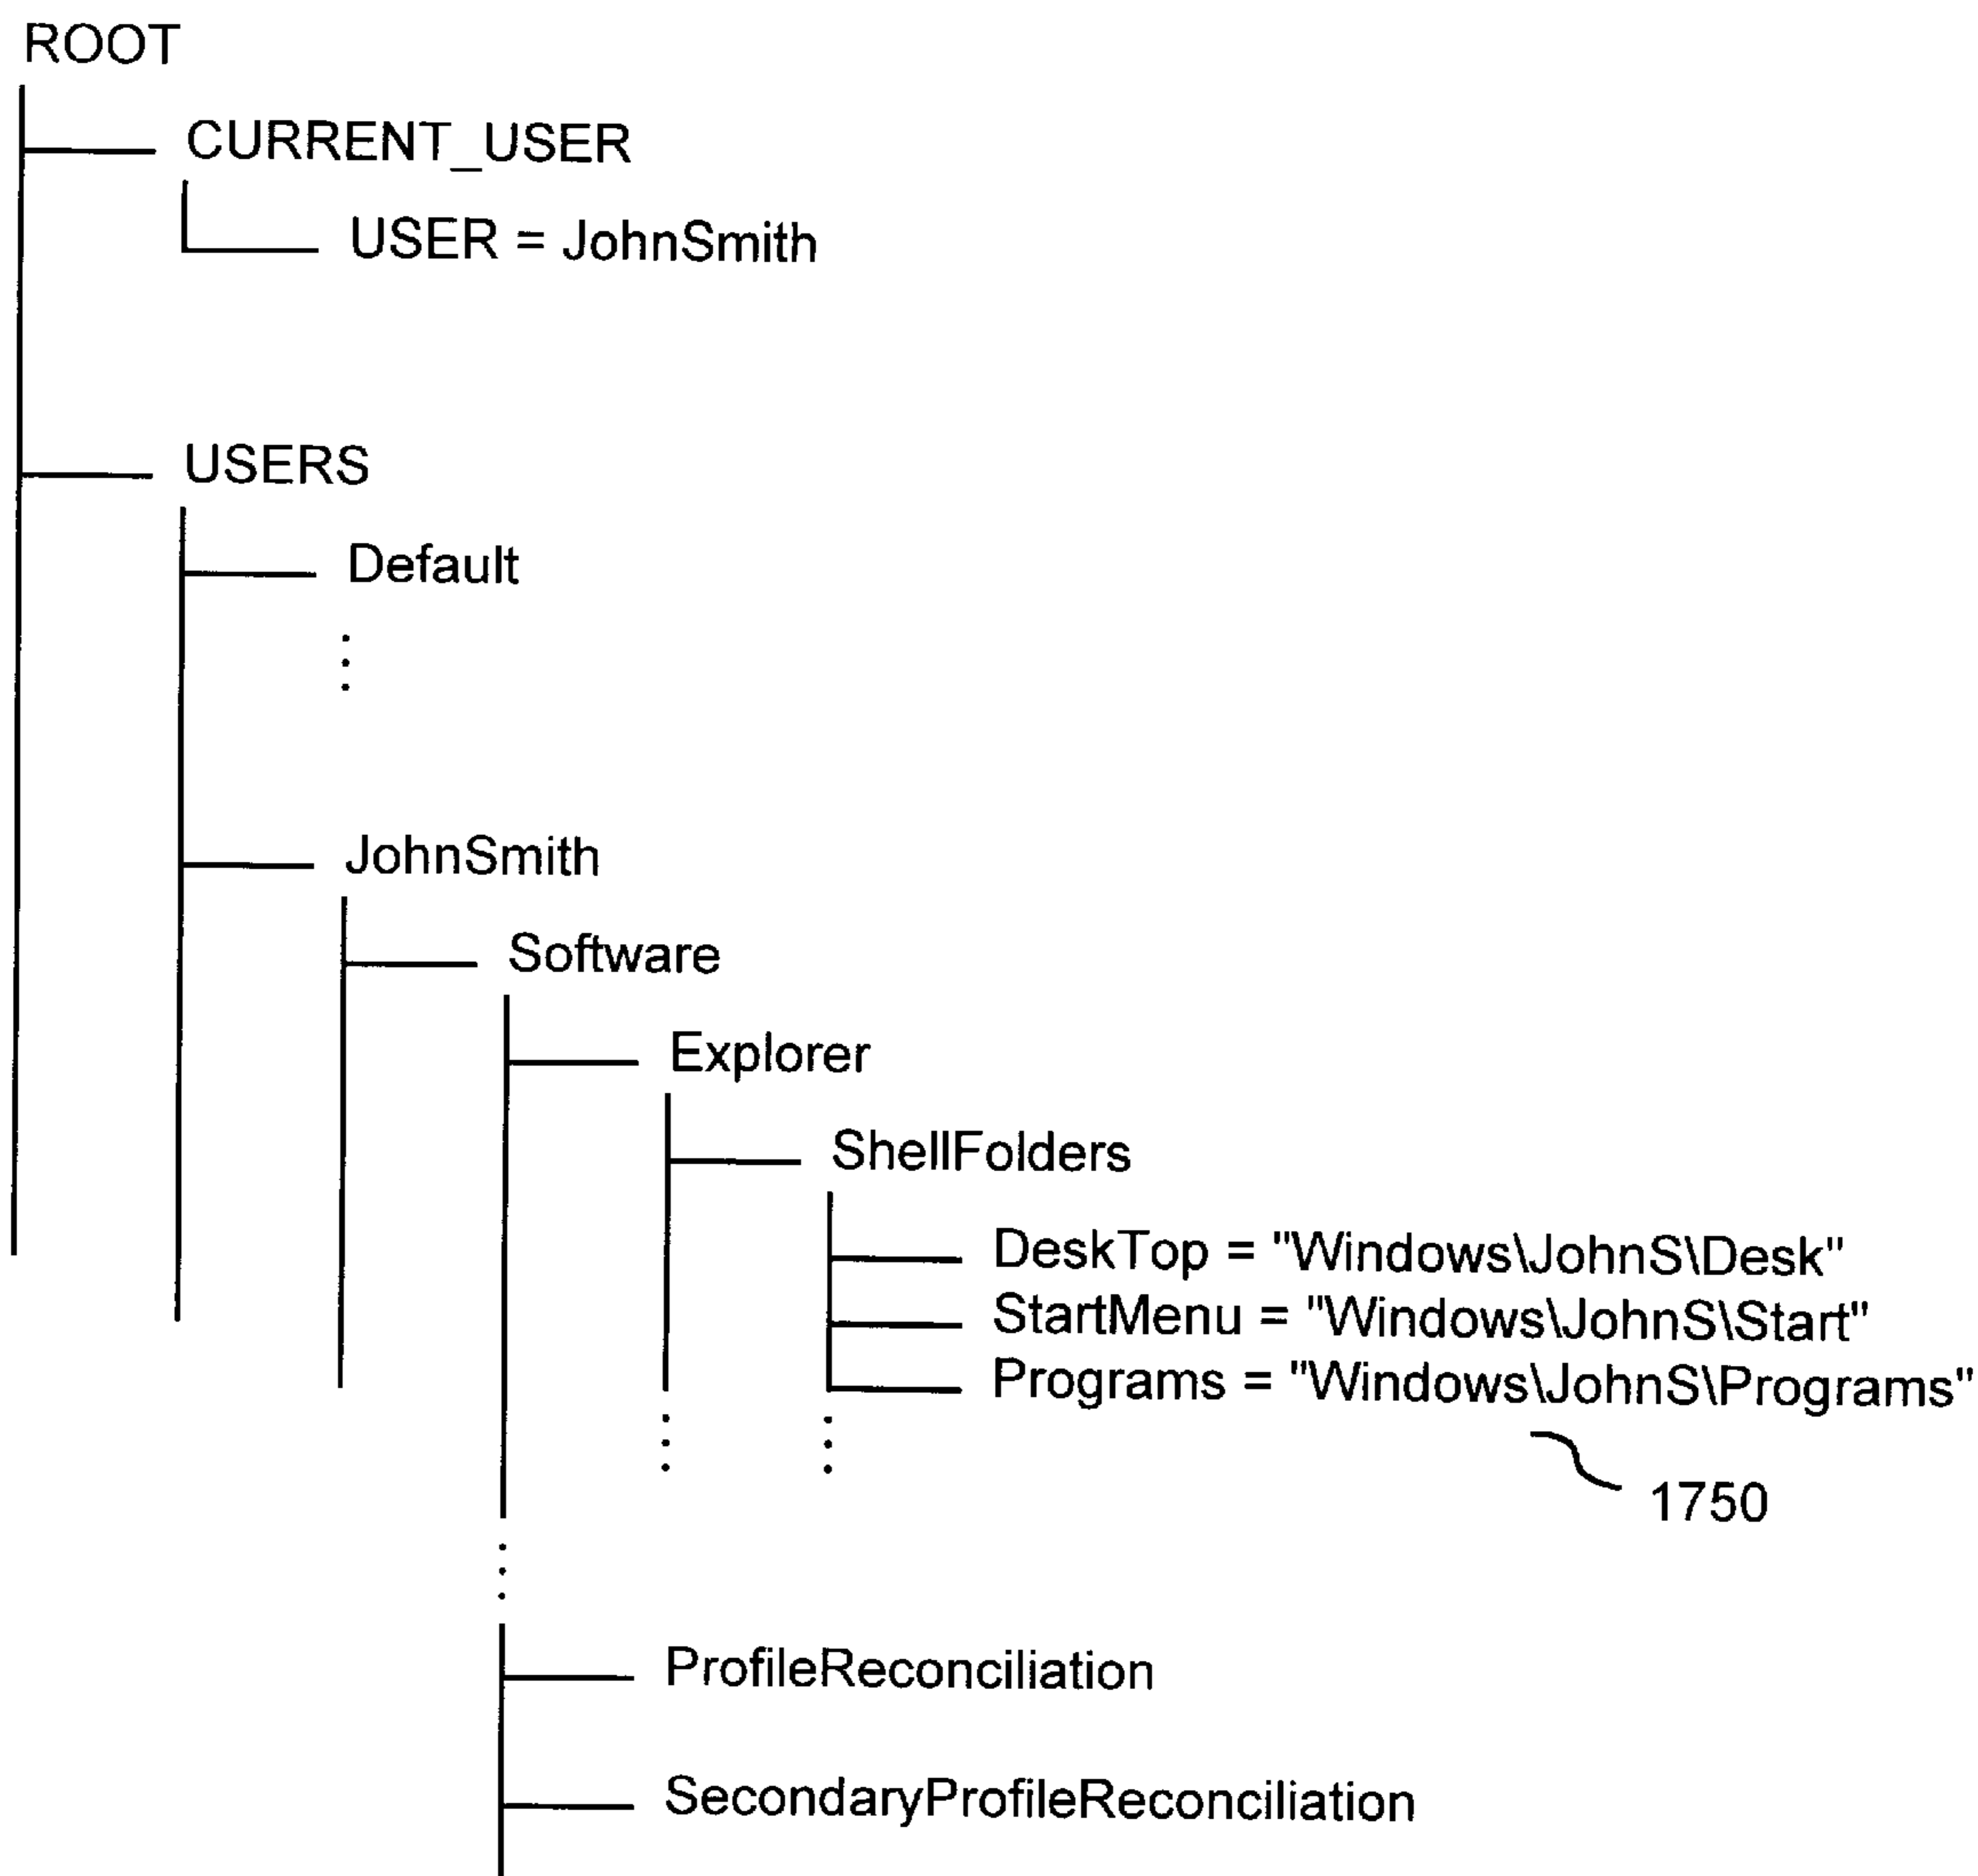 ROOT
CURRENT_USER
USER = JohnSmith
USERS
Default
JohnSmith
Software
Explorer
ShellFolders
DeskTop = "Windows\JohnS\Desk"
StartMenu = "Windows\JohnS\Start"
Programs = "Windows\JohnS\Programs"
1750
ProfileReconciliation
SecondaryProfileReconciliation